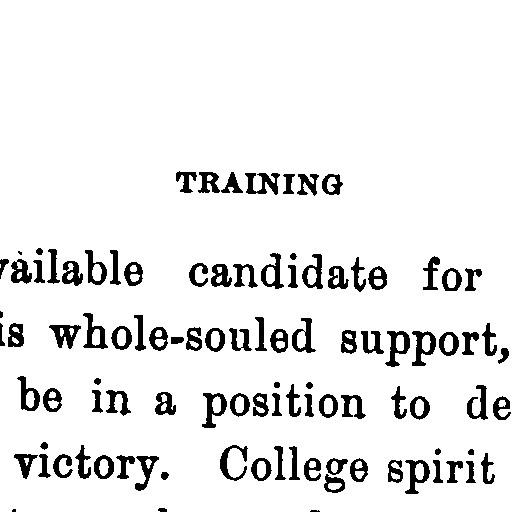 TRAINING
vailable candidate for
is whole-souled support,
be in a position to de
victory. College spirit